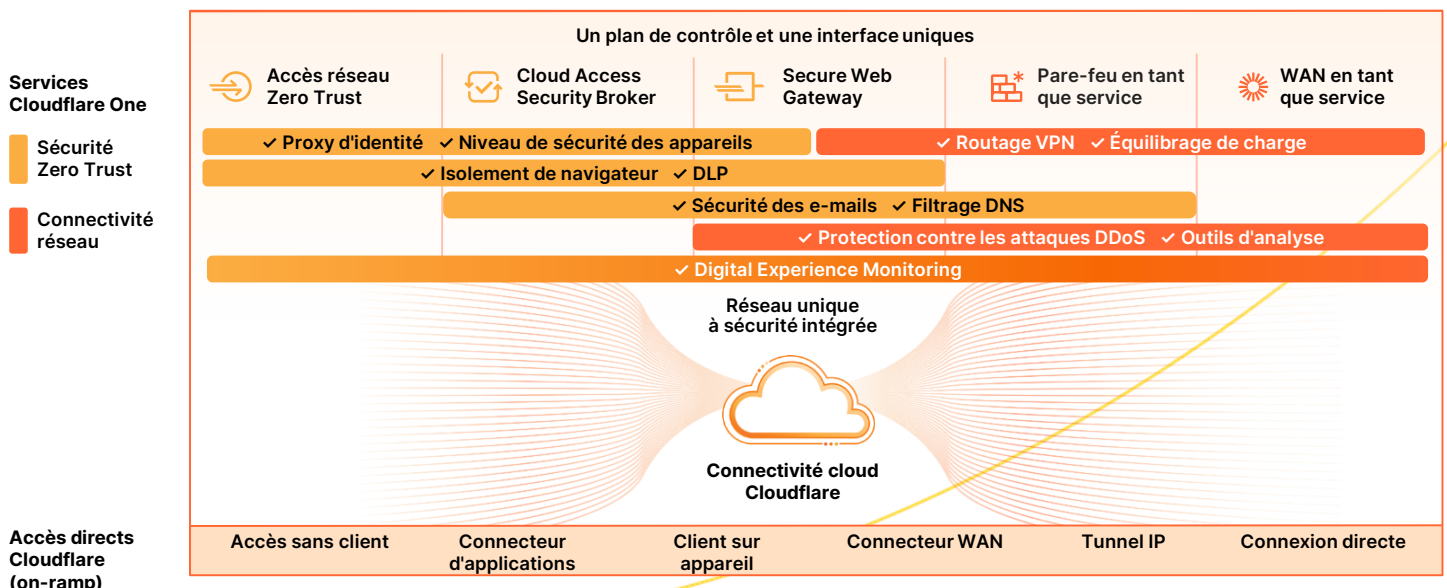 Un plan de contrôle et une interface uniques
Services
Cloudflare One
Sécurité
Zero Trust
Connectivité
réseau
Accès réseau
Zero Trust
Cloud Access
Security Broker
Secure Web
Gateway
Pare-feu en tant
que service
WAN en tant
que service
✓ Proxy d'identité ✓ Niveau de sécurité des appareils
✓ Routage VPN ✓ Équilibrage de charge
✓ Isolement de navigateur ✓ DLP
✓ Sécurité des e-mails ✓ Filtrage DNS
✓ Protection contre les attaques DDoS ✓ Outils d'analyse
✓ Digital Experience Monitoring
Réseau unique
à sécurité intégrée
Connectivité cloud
Cloudflare
Accès directs
Cloudflare
(on-ramp)
Accès sans client
Connecteur
d'applications
Client sur
appareil
Connecteur WAN
Tunnel IP
Connexion directe